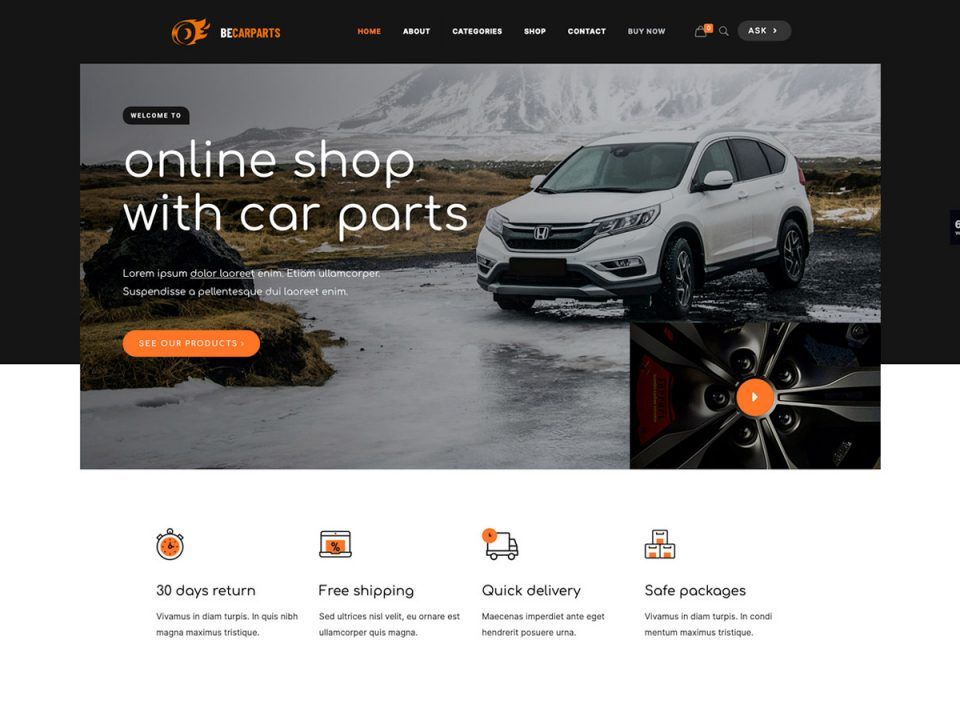 BECARPARTS
HOME ABOUT CATEGORIES SHOP CONTACT BUY NOW 0 ASK >
WELCOME TO
online shop
with car parts
Lorem ipsum dolor laoreet enim. Etiam ullamcorper.
Suspendisse a pellentesque dui laoreet enim.
SEE OUR PRODUCTS >
%
30 days return
Vivamus in diam turpis. In quis nibh
magna maximus tristique.
Free shipping
Sed ultrices nisl velit, eu ornare est
ullamcorper quis magna.
Quick delivery
Maecenas imperdiet ante eget
hendrerit posuere urna.
Safe packages
Vivamus in diam turpis. In condi
mentum maximus tristique.